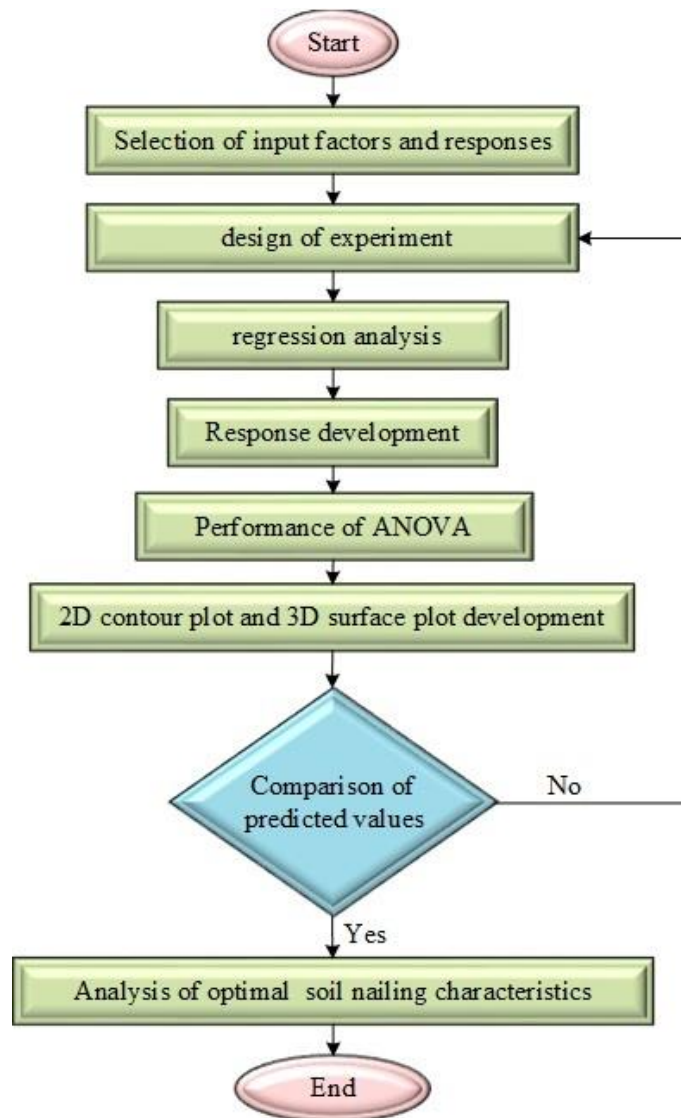 Start
Selection of input factors and responses
design of experiment
regression analysis
Response development
Performance of ANOVA
2D contour plot and 3D surface plot development
Comparison of
predicted values
No
Yes
Analysis of optimal soil nailing characteristics
End